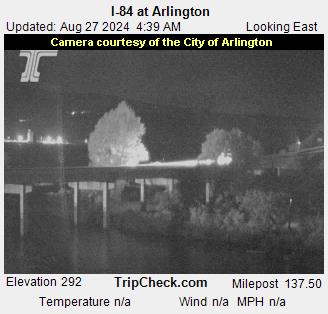 I-84 at Arlington
Updated: Aug 27 2024 4:39 AM Looking East
Camera courtesy of the City of Arlington
Elevation 292 TripCheck.com Milepost 137.50
Temperature n/a Wind n/a MPH n/a